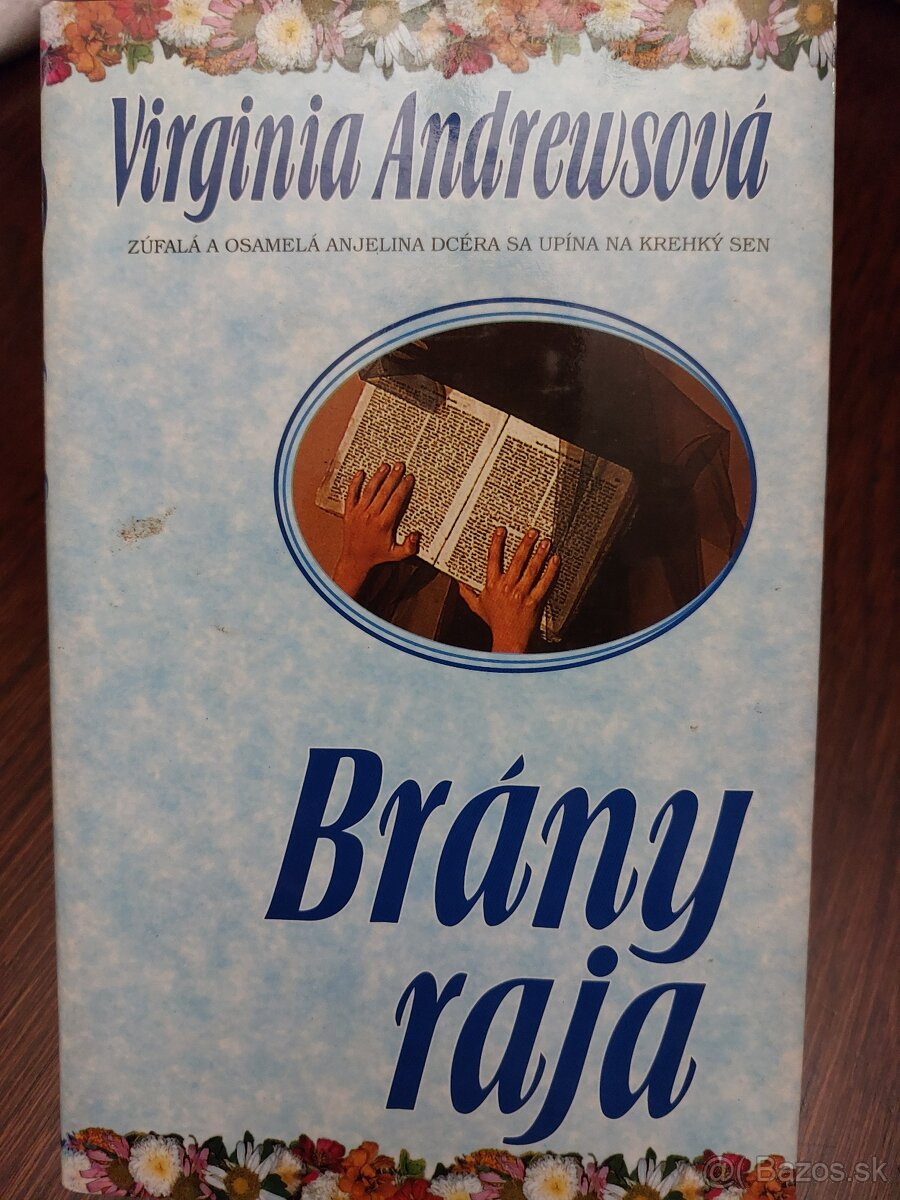 Virginia Andrewsová
ZÚFALÁ A OSAMELÁ ANJELINA DCÉRA SA UPÍNA NA KREHKÝ SEN
Brány
raja
Bazos.sk